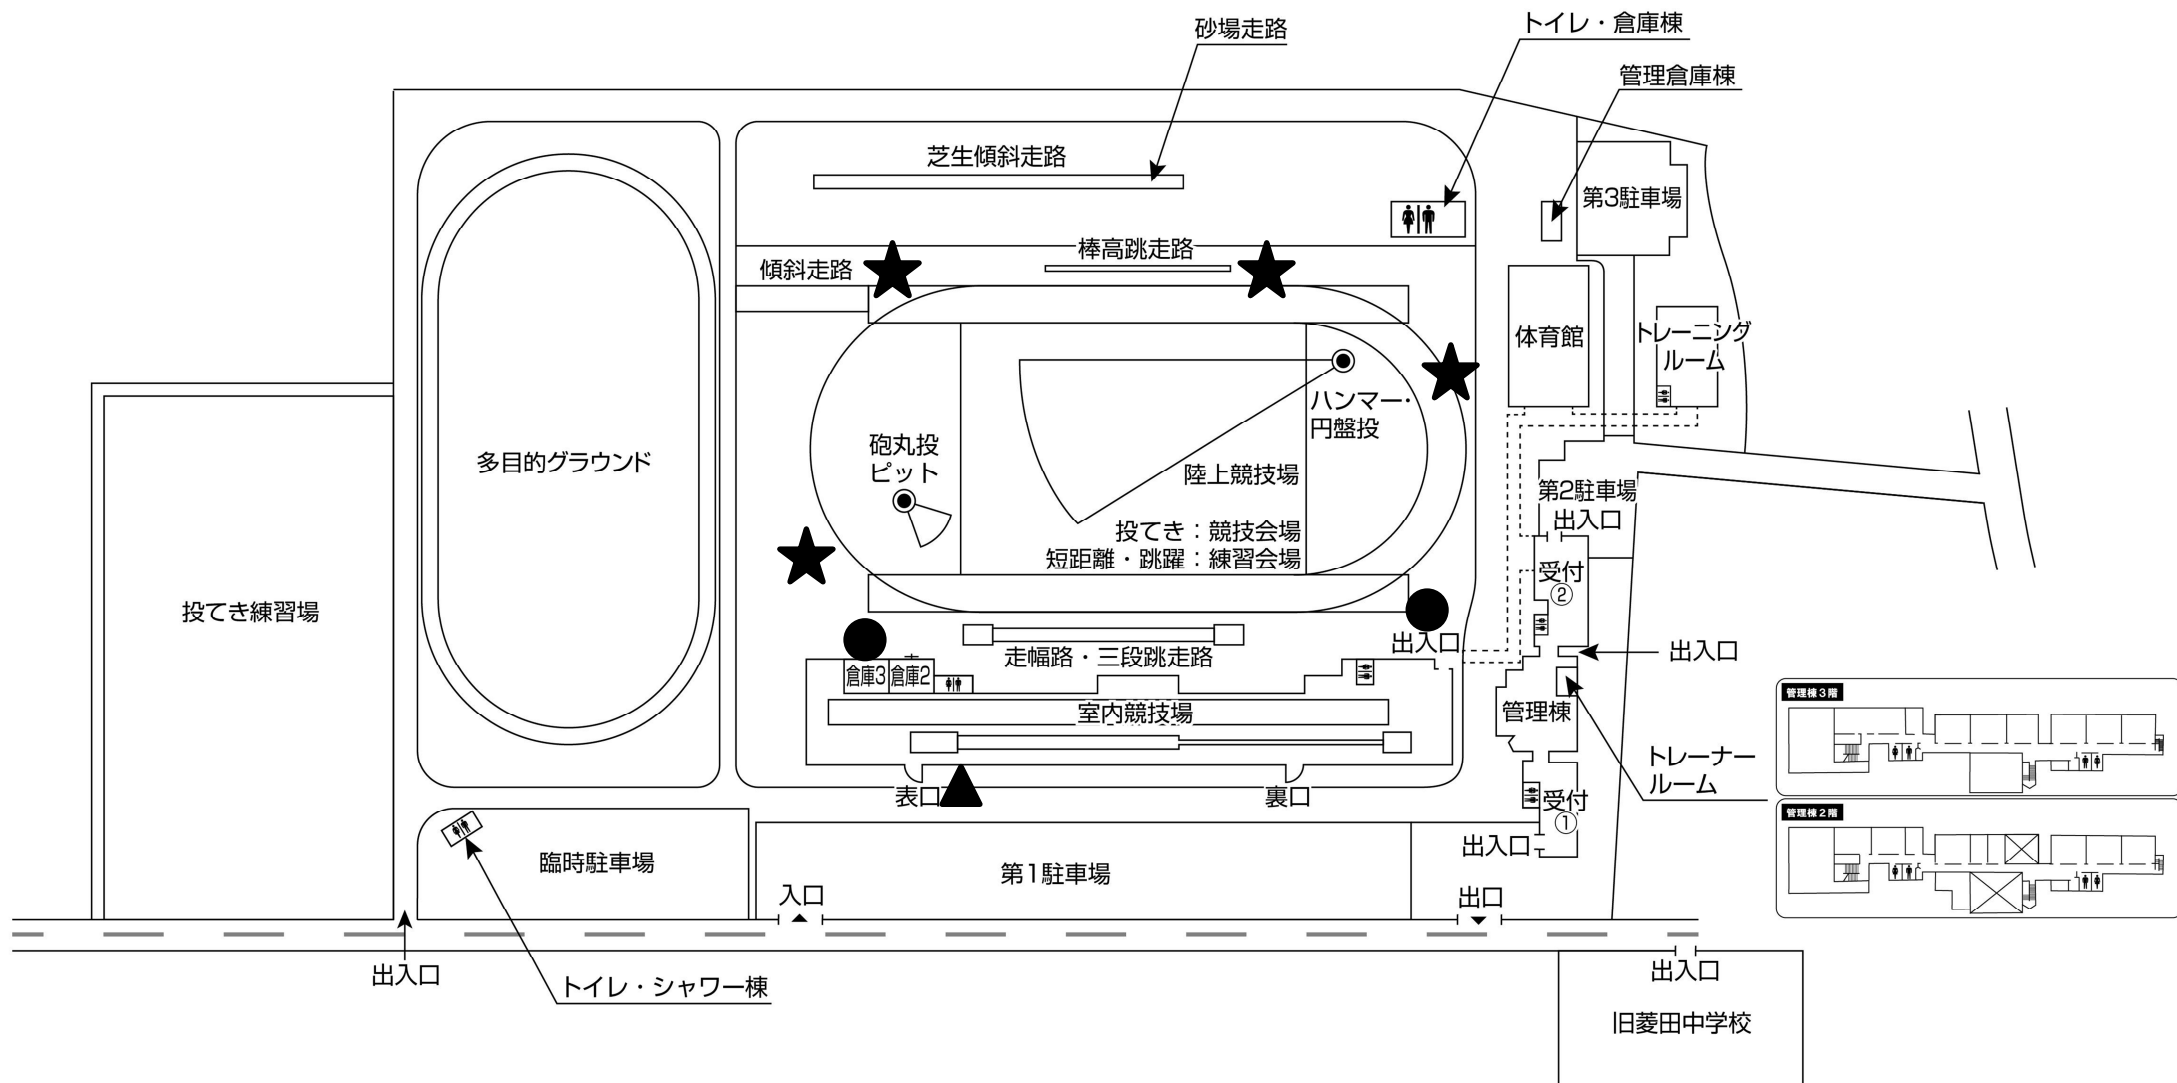 砂場走路
トイレ・倉庫棟
管理倉庫棟
芝生傾斜走路
第3駐車場
棒高跳走路
傾斜走路
体育館
トレーニング
ルーム
ハンマー・
円盤投
砲丸投
ピット
多目的グラウンド
陸上競技場
第2駐車場
出入口
投てき：競技会場
短距離・跳躍：練習会場
受付
②
投てき練習場
出入口
出入口
走幅路・三段跳走路
倉庫3
倉庫2
室内競技場
管理棟
管理棟3階
トレーナー
ルーム
表口
裏口
受付
①
管理棟2階
出入口
臨時駐車場
第1駐車場
入口
出口
出入口
トイレ・シャワー棟
出入口
旧菱田中学校